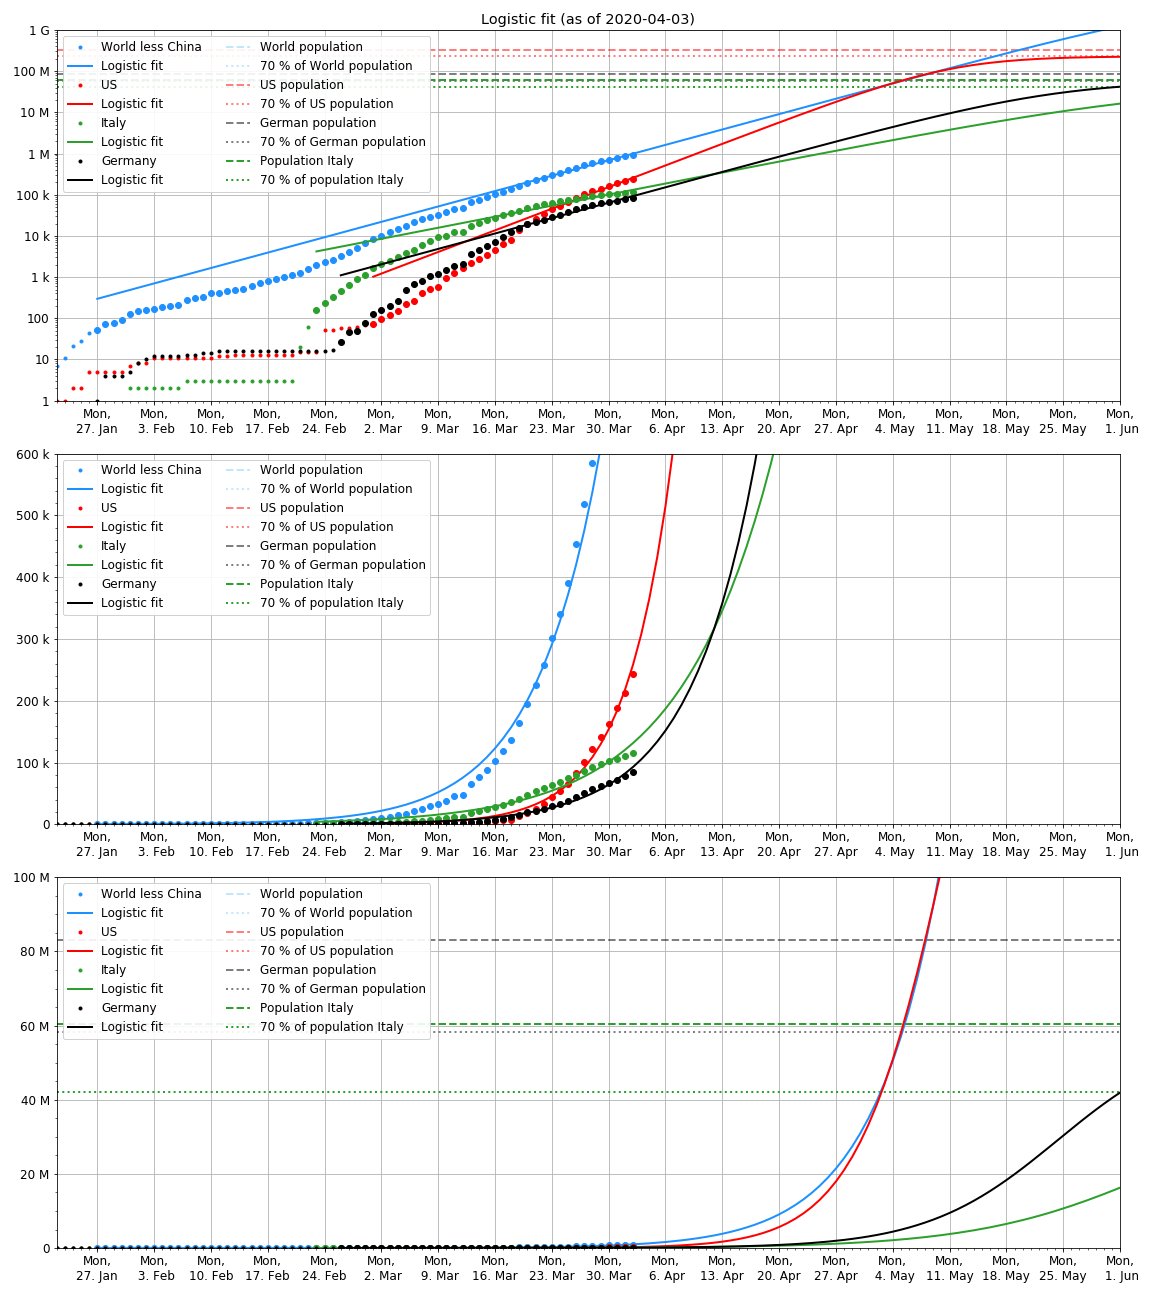 Logistic fit (as of 2020-04-03)
1 G
100 M
10 M
1 M
100 k
10 k
1 k
100
10
1
World less China
Logistic fit
US
Logistic fit
Italy
Logistic fit
Germany
Logistic fit
World population
70 % of World population
US population
70 % of US population
German population
70 % of German population
Population Italy
70 % of population Italy
Mon, Mon, Mon, Mon, Mon, Mon, Mon, Mon, Mon, Mon, Mon, Mon, Mon, Mon, Mon, Mon, Mon, Mon, Mon,
27. Jan 3. Feb 10. Feb 17. Feb 24. Feb 2. Mar 9. Mar 16. Mar 23. Mar 30. Mar 6. Apr 13. Apr 20. Apr 27. Apr 4. May 11. May 18. May 25. May 1. Jun
600 k
500 k
400 k
300 k
200 k
100 k
0
World less China
Logistic fit
US
Logistic fit
Italy
Logistic fit
Germany
Logistic fit
World population
70 % of World population
US population
70 % of US population
German population
70 % of German population
Population Italy
70 % of population Italy
Mon, Mon, Mon, Mon, Mon, Mon, Mon, Mon, Mon, Mon, Mon, Mon, Mon, Mon, Mon, Mon, Mon, Mon, Mon,
27. Jan 3. Feb 10. Feb 17. Feb 24. Feb 2. Mar 9. Mar 16. Mar 23. Mar 30. Mar 6. Apr 13. Apr 20. Apr 27. Apr 4. May 11. May 18. May 25. May 1. Jun
100 M
80 M
60 M
40 M
20 M
0
World less China
Logistic fit
US
Logistic fit
Italy
Logistic fit
Germany
Logistic fit
World population
70 % of World population
US population
70 % of US population
German population
70 % of German population
Population Italy
70 % of population Italy
Mon, Mon, Mon, Mon, Mon, Mon, Mon, Mon, Mon, Mon, Mon, Mon, Mon, Mon, Mon, Mon, Mon, Mon, Mon,
27. Jan 3. Feb 10. Feb 17. Feb 24. Feb 2. Mar 9. Mar 16. Mar 23. Mar 30. Mar 6. Apr 13. Apr 20. Apr 27. Apr 4. May 11. May 18. May 25. May 1. Jun